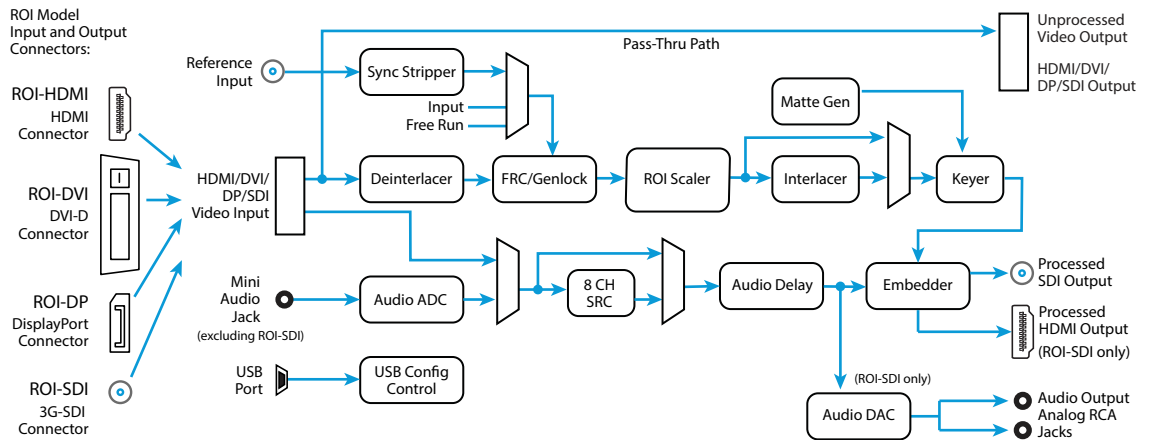 ROI Model
Input and Output
Connectors:
ROI-HDMI
HDMI
Connector
ROI-DVI
DVI-D
Connector
ROI-DP
DisplayPort
Connector
ROI-SDI
3G-SDI
Connector
Reference
Input
Sync Stripper
Input
Free Run
Pass-Thru Path
Unprocessed
Video Output
HDMI/DVI/
DP/SDI Output
Matte Gen
HDMI/DVI/
DP/SDI
Video Input
Deinterlacer
FRC/Genlock
ROI Scaler
Interlacer
Keyer
Mini
Audio
Jack
(excluding ROI-SDI)
Audio ADC
8 CH
SRC
Audio Delay
Embedder
Processed
SDI Output
Processed
HDMI Output
(ROI-SDI only)
USB
Port
USB Config
Control
(ROI-SDI only)
Audio DAC
Audio Output
Analog RCA
Jacks